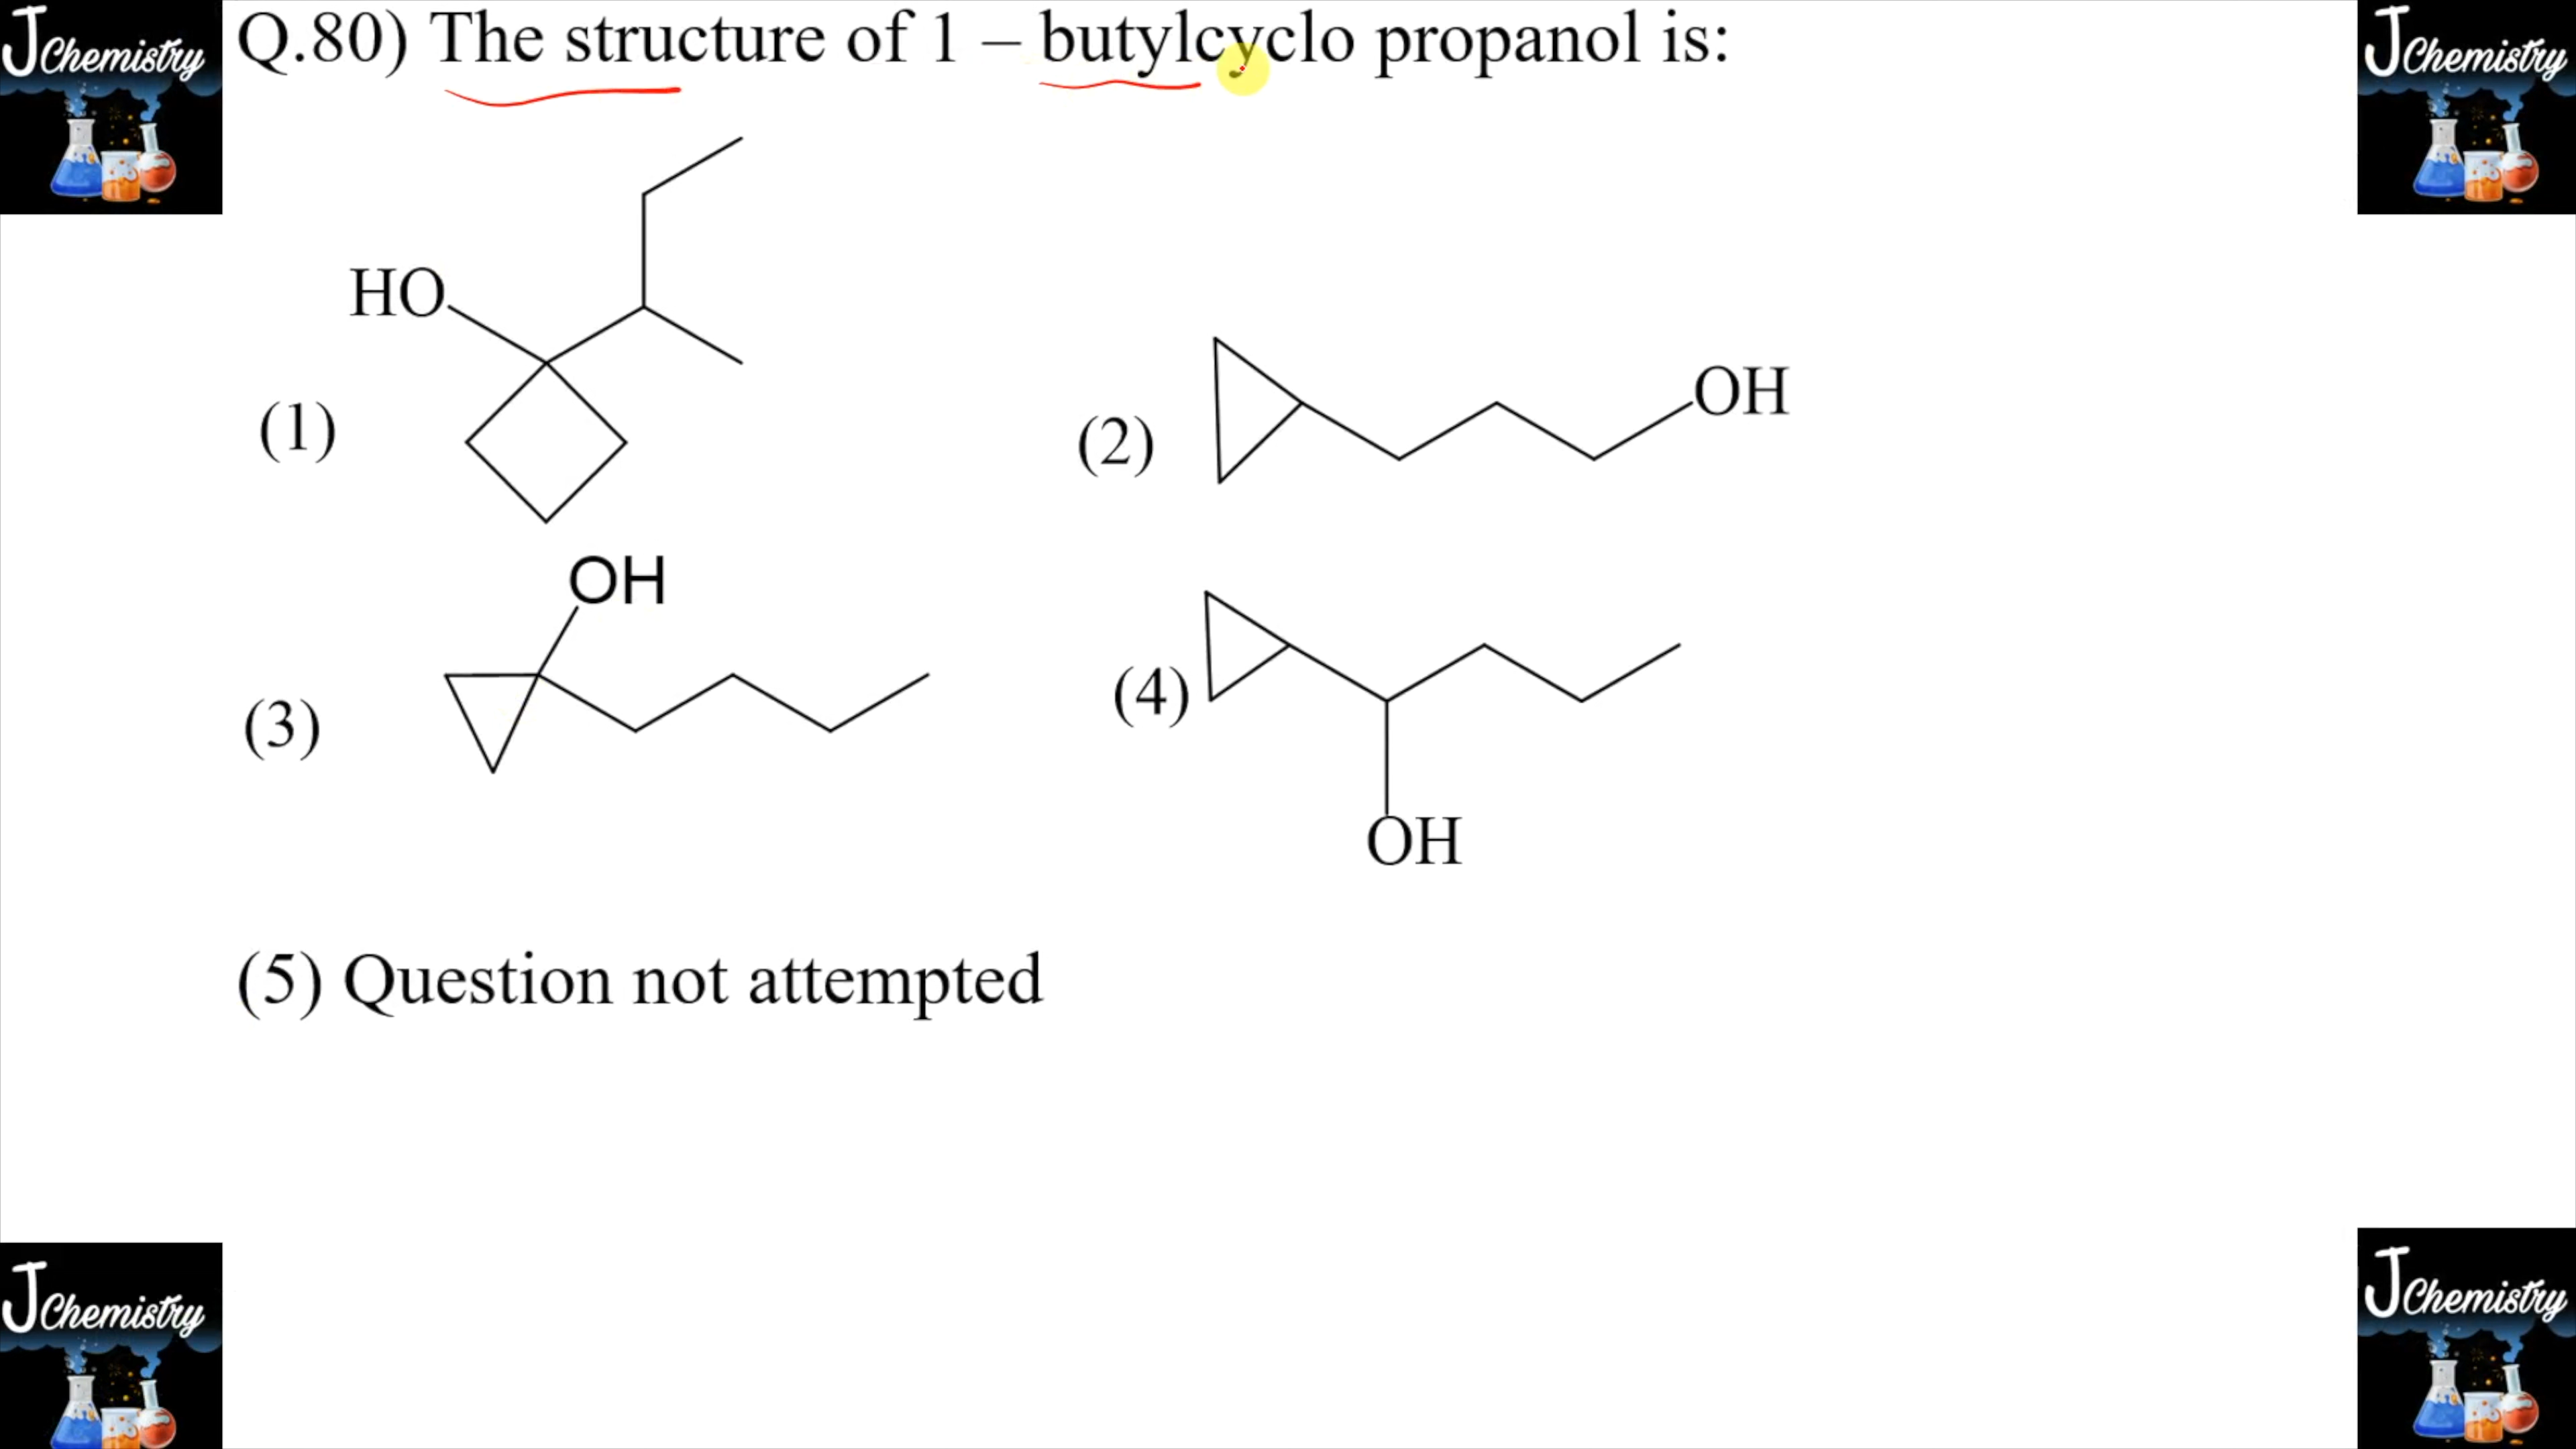 JChemistry
Q.80) The structure of 1 – butylcyclo propanol is:
JChemistry
HO
(1)
(2)
OH
OH
(3)
(4)
OH
(5) Question not attempted
JChemistry
JChemistry